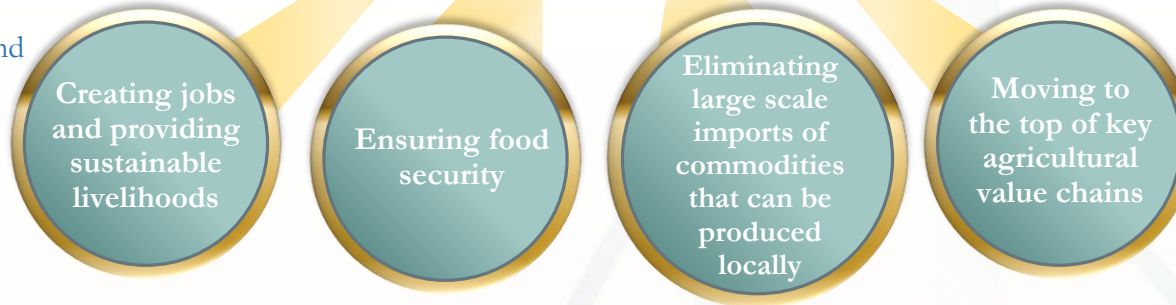 nd
Creating jobs
and providing
sustainable
livelihoods
Ensuring food
security
Eliminating
large scale
imports of
commodities
that can be
produced
locally
Moving to
the top of key
agricultural
value chains